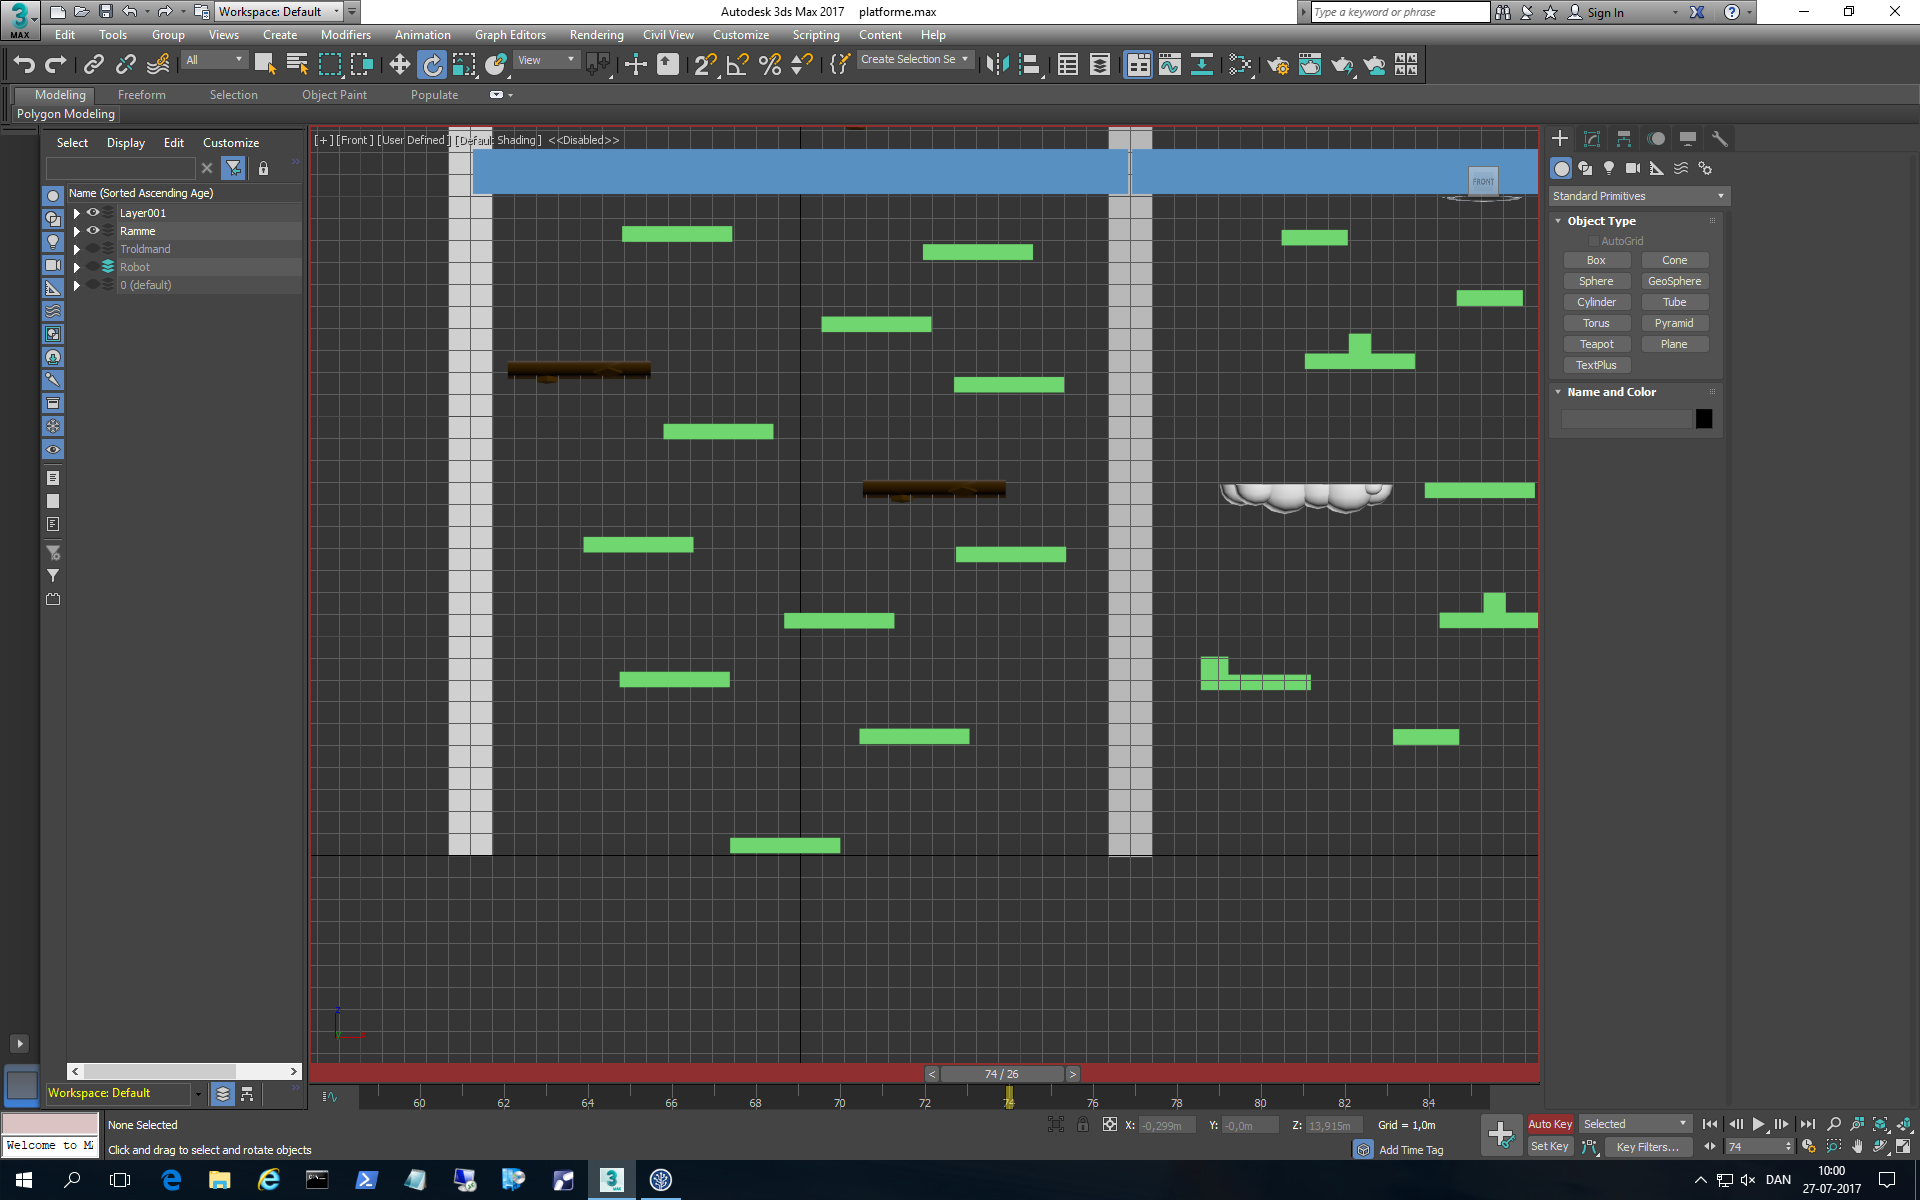 3
MAX
Workspace: Default
Autodesk 3ds Max 2017 platforme.max
Type a keyword or phrase
Sign In
Edit Tools Group Views Create Modifiers Animation Graph Editors Rendering Civil View Customize Scripting Content Help
All
View
Create Selection Se
Modeling Freeform Selection Object Paint Populate
Polygon Modeling
Select Display Edit Customize
Name (Sorted Ascending Age)
Layer001
Ramme
Troldmand
Robot
0 (default)
[+] [Front ] [User Defined ] [Default Shading ] <<Disabled>>
FRONT
Standard Primitives
Object Type
AutoGrid
Box Cone
Sphere GeoSphere
Cylinder Tube
Torus Pyramid
Teapot Plane
TextPlus
Name and Color
z
y
< 74 / 26 >
Workspace: Default
60 62 64 66 68 70 72 74 76 78 80 82 84
None Selected
X: -0,299m Y: -0,0m Z: 13,915m Grid = 1,0m
Auto Key Selected
Welcome to M
Click and drag to select and rotate objects
Add Time Tag
Set Key Key Filters... 74
3
MAX
DAN
10:00
27-07-2017